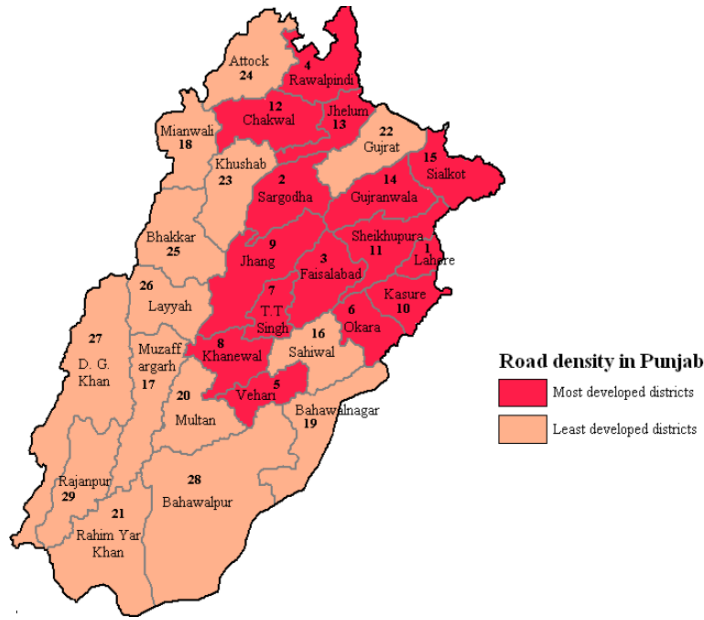 Attock
24
4
Rawalpindi
12
Chakwal
Jhelum
13
Mianwali
18
22
Gujrat
Khushab
23
15
Sialkot
2
Sargodha
14
Gujranwala
Bhakkar
25
9
Jhang
3
Faisalabad
Sheikhupura
11
1
Lahore
26
Layyah
7
T.T
Singh
6
Okara
Kasure
10
27
D. G.
Khan
Muzaff
argarh
17
8
Khanewal
16
Sahiwal
Road density in Punjab
Most developed districts
Least developed districts
20
Multan
5
Vehari
Bahawalnagar
19
Rajanpur
29
28
Bahawalpur
21
Rahim Yar
Khan